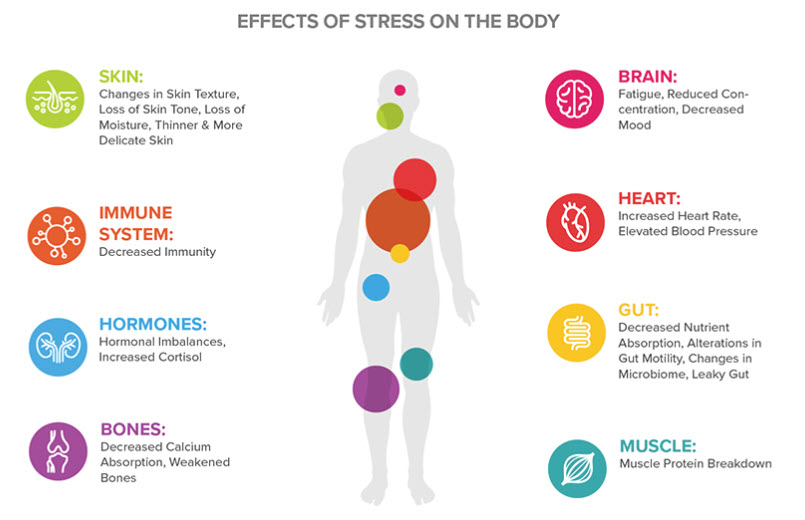 EFFECTS OF STRESS ON THE BODY
SKIN:
Changes in Skin Texture,
Loss of Skin Tone, Loss of
Moisture, Thinner & More
Delicate Skin
IMMUNE
SYSTEM:
Decreased Immunity
HORMONES:
Hormonal Imbalances,
Increased Cortisol
BONES:
Decreased Calcium
Absorption, Weakened
Bones
BRAIN:
Fatigue, Reduced Con-
centration, Decreased
Mood
HEART:
Increased Heart Rate,
Elevated Blood Pressure
GUT:
Decreased Nutrient
Absorption, Alterations in
Gut Motility, Changes in
Microbiome, Leaky Gut
MUSCLE:
Muscle Protein Breakdown